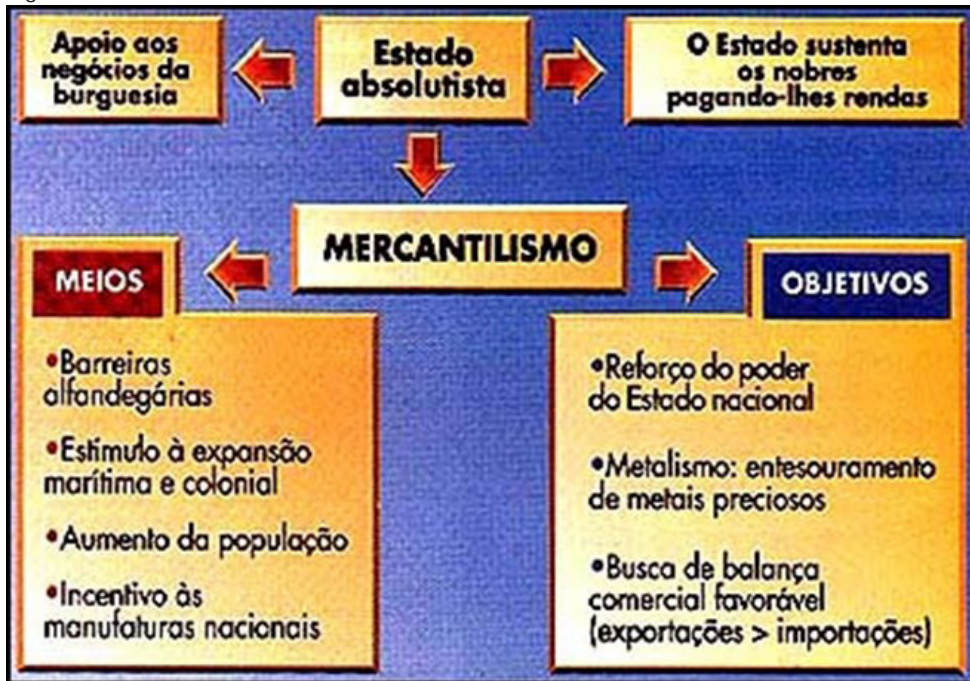 Apoio aos
negócios da
burguesia
Estado
absolutista
O Estado sustenta
os nobres
pagando-lhes rendas
MERCANTILISMO
MEIOS
•Barreiras
alfandegárias
•Estímulo à expansão
marítima e colonial
•Aumento da população
•Incentivo às
manufaturas nacionais
OBJETIVOS
•Reforço do poder
do Estado nacional
•Metalismo: entesouramento
de metais preciosos
•Busca de balança
comercial favorável
(exportações > importações)